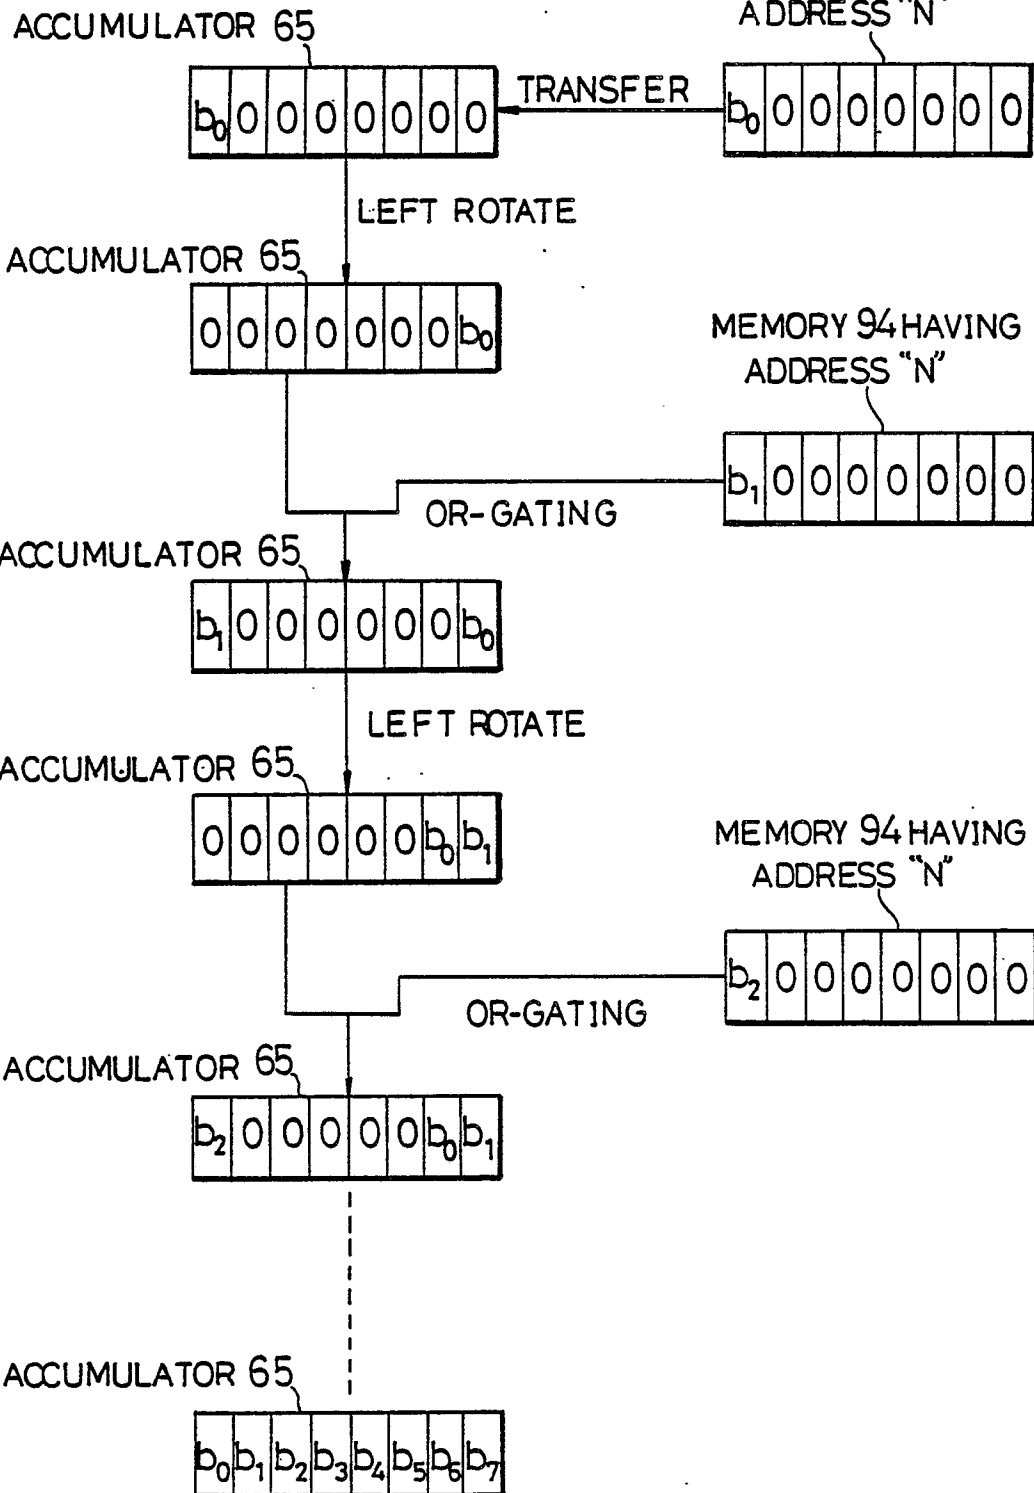 ADDRESS "N"
ACCUMULATOR 65
b₀ 0 0 0 0 0 0 0
TRANSFER
b₀ 0 0 0 0 0 0 0
LEFT ROTATE
ACCUMULATOR 65
0 0 0 0 0 0 0 b₀
MEMORY 94 HAVING
ADDRESS "N"
b₁ 0 0 0 0 0 0 0
OR-GATING
ACCUMULATOR 65
b₁ 0 0 0 0 0 0 b₀
LEFT ROTATE
ACCUMULATOR 65
0 0 0 0 0 0 b₀ b₁
MEMORY 94 HAVING
ADDRESS "N"
b₂ 0 0 0 0 0 0 0
OR-GATING
ACCUMULATOR 65
b₂ 0 0 0 0 0 b₀ b₁
ACCUMULATOR 65
b₀ b₁ b₂ b₃ b₄ b₅ b₆ b₇